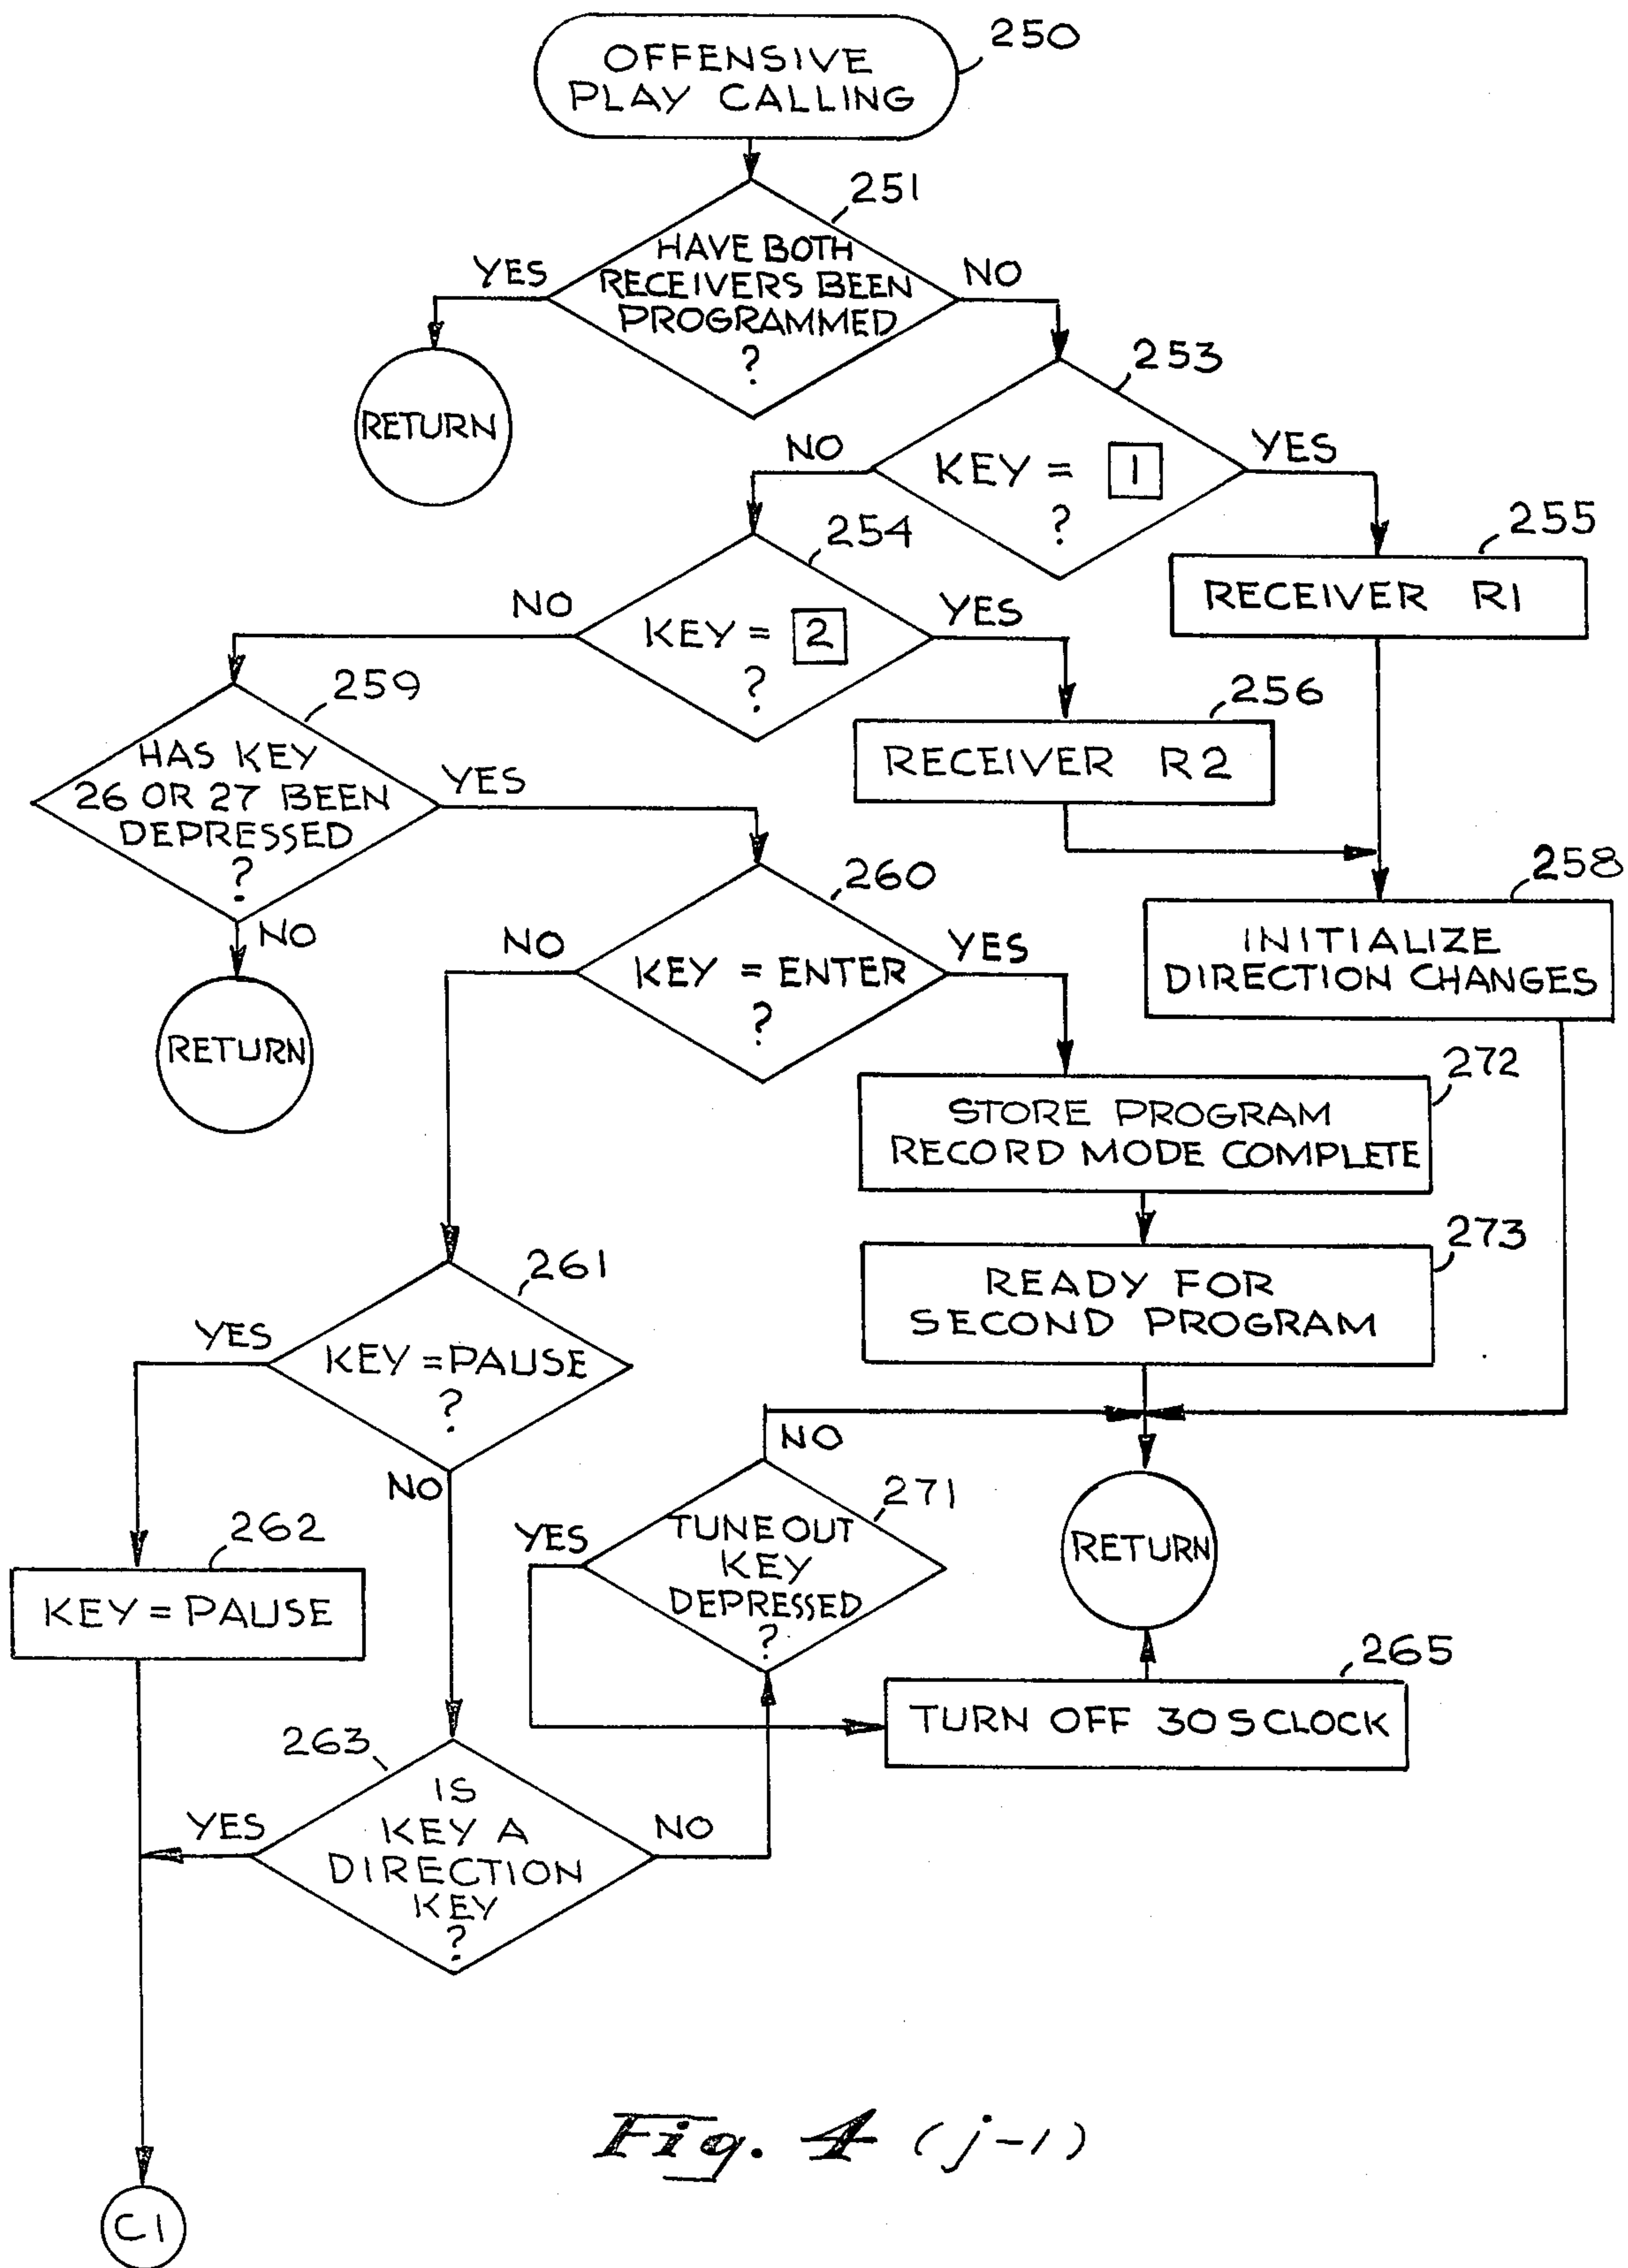 OFFENSIVE
PLAY CALLING
250
251
HAVE BOTH
RECEIVERS BEEN
PROGRAMMED
?
YES
NO
RETURN
253
KEY = 1
?
NO
YES
254
KEY = 2
?
NO
YES
255
RECEIVER R1
256
RECEIVER R2
259
HAS KEY
26 OR 27 BEEN
DEPRESSED
?
YES
NO
RETURN
258
INITIALIZE
DIRECTION CHANGES
260
KEY = ENTER
?
NO
YES
272
STORE PROGRAM
RECORD MODE COMPLETE
273
READY FOR
SECOND PROGRAM
261
KEY = PAUSE
?
YES
NO
262
KEY = PAUSE
271
TUNEOUT
KEY
DEPRESSED
?
NO
YES
RETURN
265
TURN OFF 30 S CLOCK
263
IS
KEY A
DIRECTION
KEY
?
YES
NO
C1
Fig. 4 (j-1)